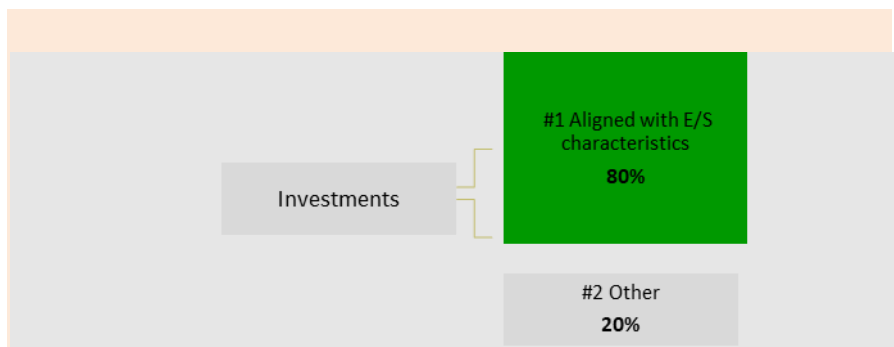 #1 Aligned with E/S
characteristics
80%
Investments
#2 Other
20%